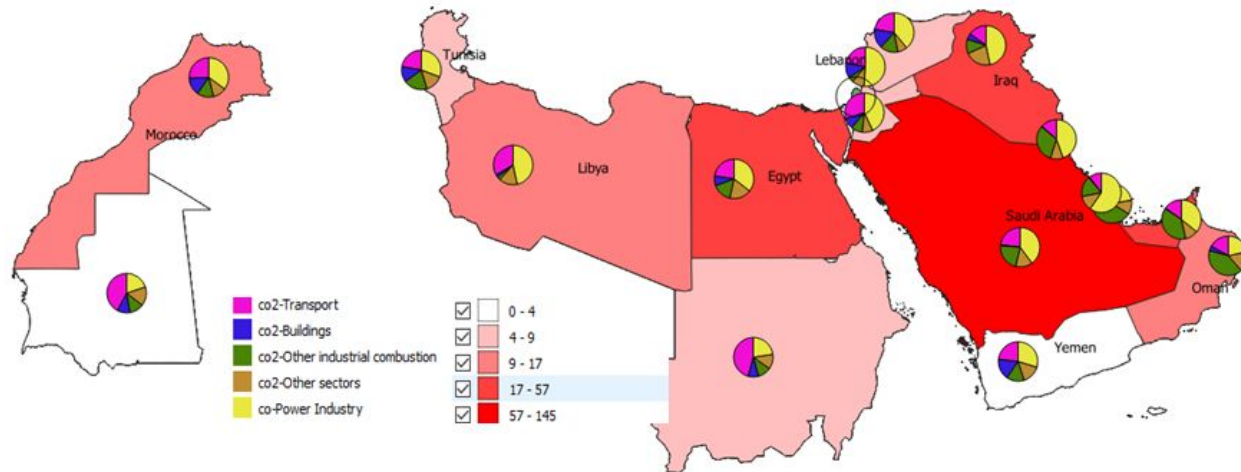 Tunisia
Lebanon
Iraq
Morocco
Libya
Egypt
Saudi Arabia
Oman
Yemen
co2-Transport
co2-Buildings
co2-Other industrial combustion
co2-Other sectors
co-Power Industry
0 - 4
4 - 9
9 - 17
17 - 57
57 - 145